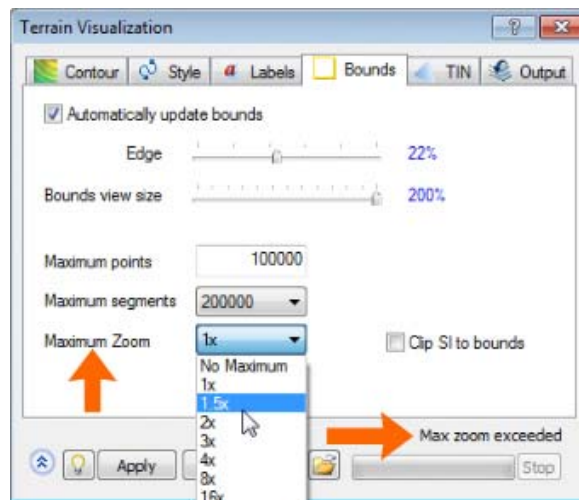 Terrain Visualization
Contour Style Labels Bounds TIN Output
Automatically update bounds
Edge 22%
Bounds view size 200%
Maximum points 100000
Maximum segments 200000
Maximum Zoom 1x Clip SI to bounds
No Maximum
1x
1.5x
2x
3x
4x
8x
16x
Max zoom exceeded
Apply Stop